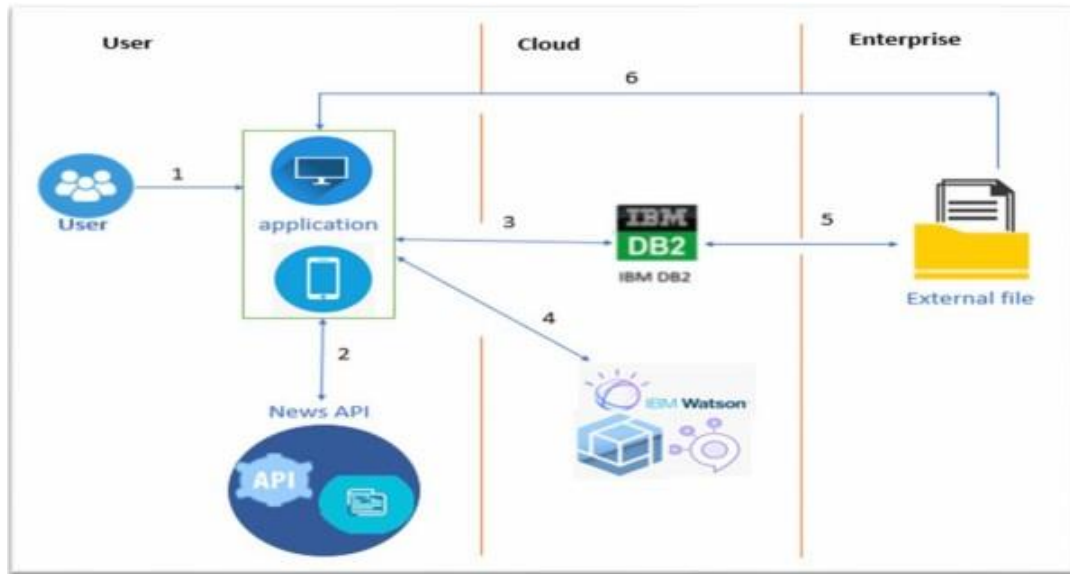 User
Cloud
Enterprise
6
1
User
application
3
IBM
DB2
IBM DB2
5
External file
4
2
News API
API
IBM Watson